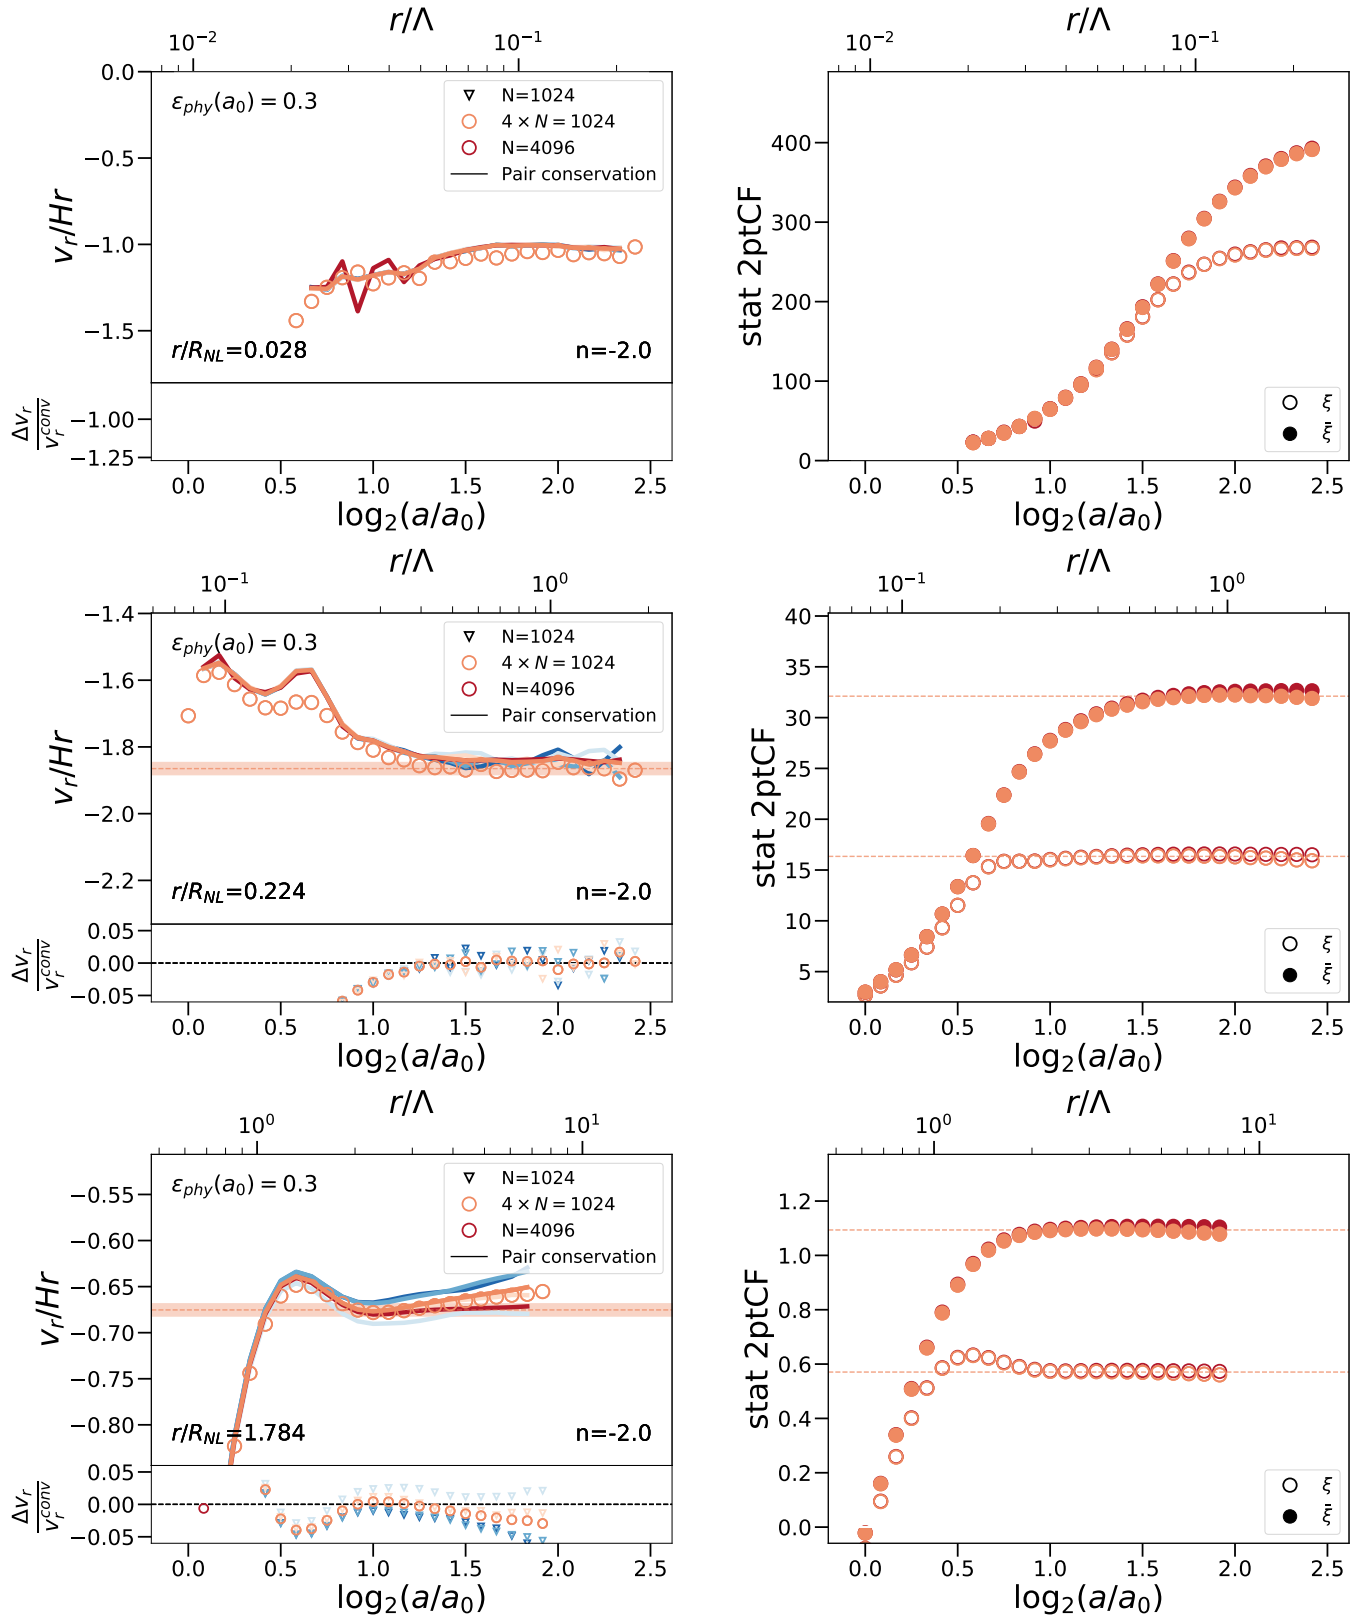 r/Λ
10⁻² 10⁻¹
0.0
−0.5
−1.0
−1.5
v_r/Hr
ε_phy(a₀) = 0.3
N=1024
4 × N = 1024
N=4096
Pair conservation
r/R_NL=0.028
n=-2.0
−1.00
−1.25
Δv_r / v_r^conv
0.0 0.5 1.0 1.5 2.0 2.5
log₂(a/a₀)
r/Λ
10⁻² 10⁻¹
400
300
200
100
0
stat 2ptCF
ξ
ξ̄
0.0 0.5 1.0 1.5 2.0 2.5
log₂(a/a₀)
r/Λ
10⁻¹ 10⁰
−1.4
−1.6
−1.8
−2.0
−2.2
v_r/Hr
ε_phy(a₀) = 0.3
N=1024
4 × N = 1024
N=4096
Pair conservation
r/R_NL=0.224
n=-2.0
0.05
0.00
−0.05
Δv_r / v_r^conv
0.0 0.5 1.0 1.5 2.0 2.5
log₂(a/a₀)
r/Λ
10⁻¹ 10⁰
40
35
30
25
20
15
10
5
stat 2ptCF
ξ
ξ̄
0.0 0.5 1.0 1.5 2.0 2.5
log₂(a/a₀)
r/Λ
10⁰ 10¹
−0.55
−0.60
−0.65
−0.70
−0.75
−0.80
v_r/Hr
ε_phy(a₀) = 0.3
N=1024
4 × N = 1024
N=4096
Pair conservation
r/R_NL=1.784
n=-2.0
0.05
0.00
−0.05
Δv_r / v_r^conv
0.0 0.5 1.0 1.5 2.0 2.5
log₂(a/a₀)
r/Λ
10⁰ 10¹
1.2
1.0
0.8
0.6
0.4
0.2
0.0
stat 2ptCF
ξ
ξ̄
0.0 0.5 1.0 1.5 2.0 2.5
log₂(a/a₀)